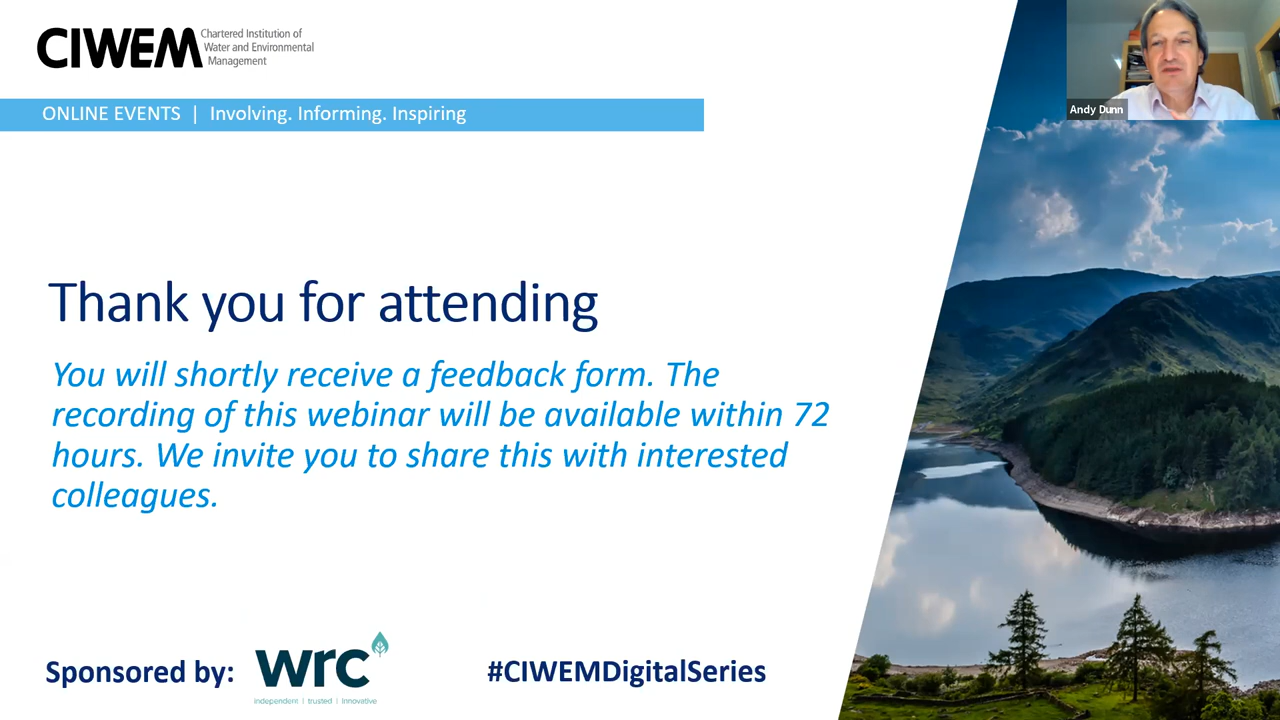 CIWEM
Chartered Institution of
Water and Environmental
Management
Andy Dunn
ONLINE EVENTS | Involving. Informing. Inspiring
Thank you for attending
You will shortly receive a feedback form. The
recording of this webinar will be available within 72
hours. We invite you to share this with interested
colleagues.
Sponsored by:
wrc
independent | trusted | innovative
#CIWEMDigitalSeries